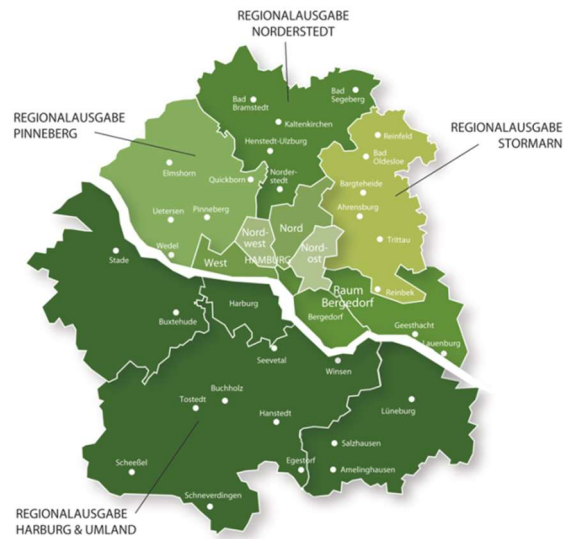 REGIONALAUSGABE
NORDERSTEDT
Bad
Segeberg
Bad
Bramstedt
Kaltenkirchen
REGIONALAUSGABE
PINNEBERG
REGIONALAUSGABE
STORMARN
Reinfeld
Henstedt-Ulzburg
Bad
Oldesloe
Elmshorn
Quickborn
Norder-
stedt
Bargteheide
Ahrensburg
Uetersen
Pinneberg
Nord-
west
Nord
Trittau
Wedel
Nord-
ost
Stade
West
HAMBURG
Raum
Bergedorf
Reinbek
Harburg
Buxtehude
Bergedorf
Geesthacht
Lauenburg
Seevetal
Winsen
Buchholz
Tostedt
Hanstedt
Lüneburg
Salzhausen
Scheeßel
Egestorf
Amelinghausen
Schneverdingen
REGIONALAUSGABE
HARBURG & UMLAND